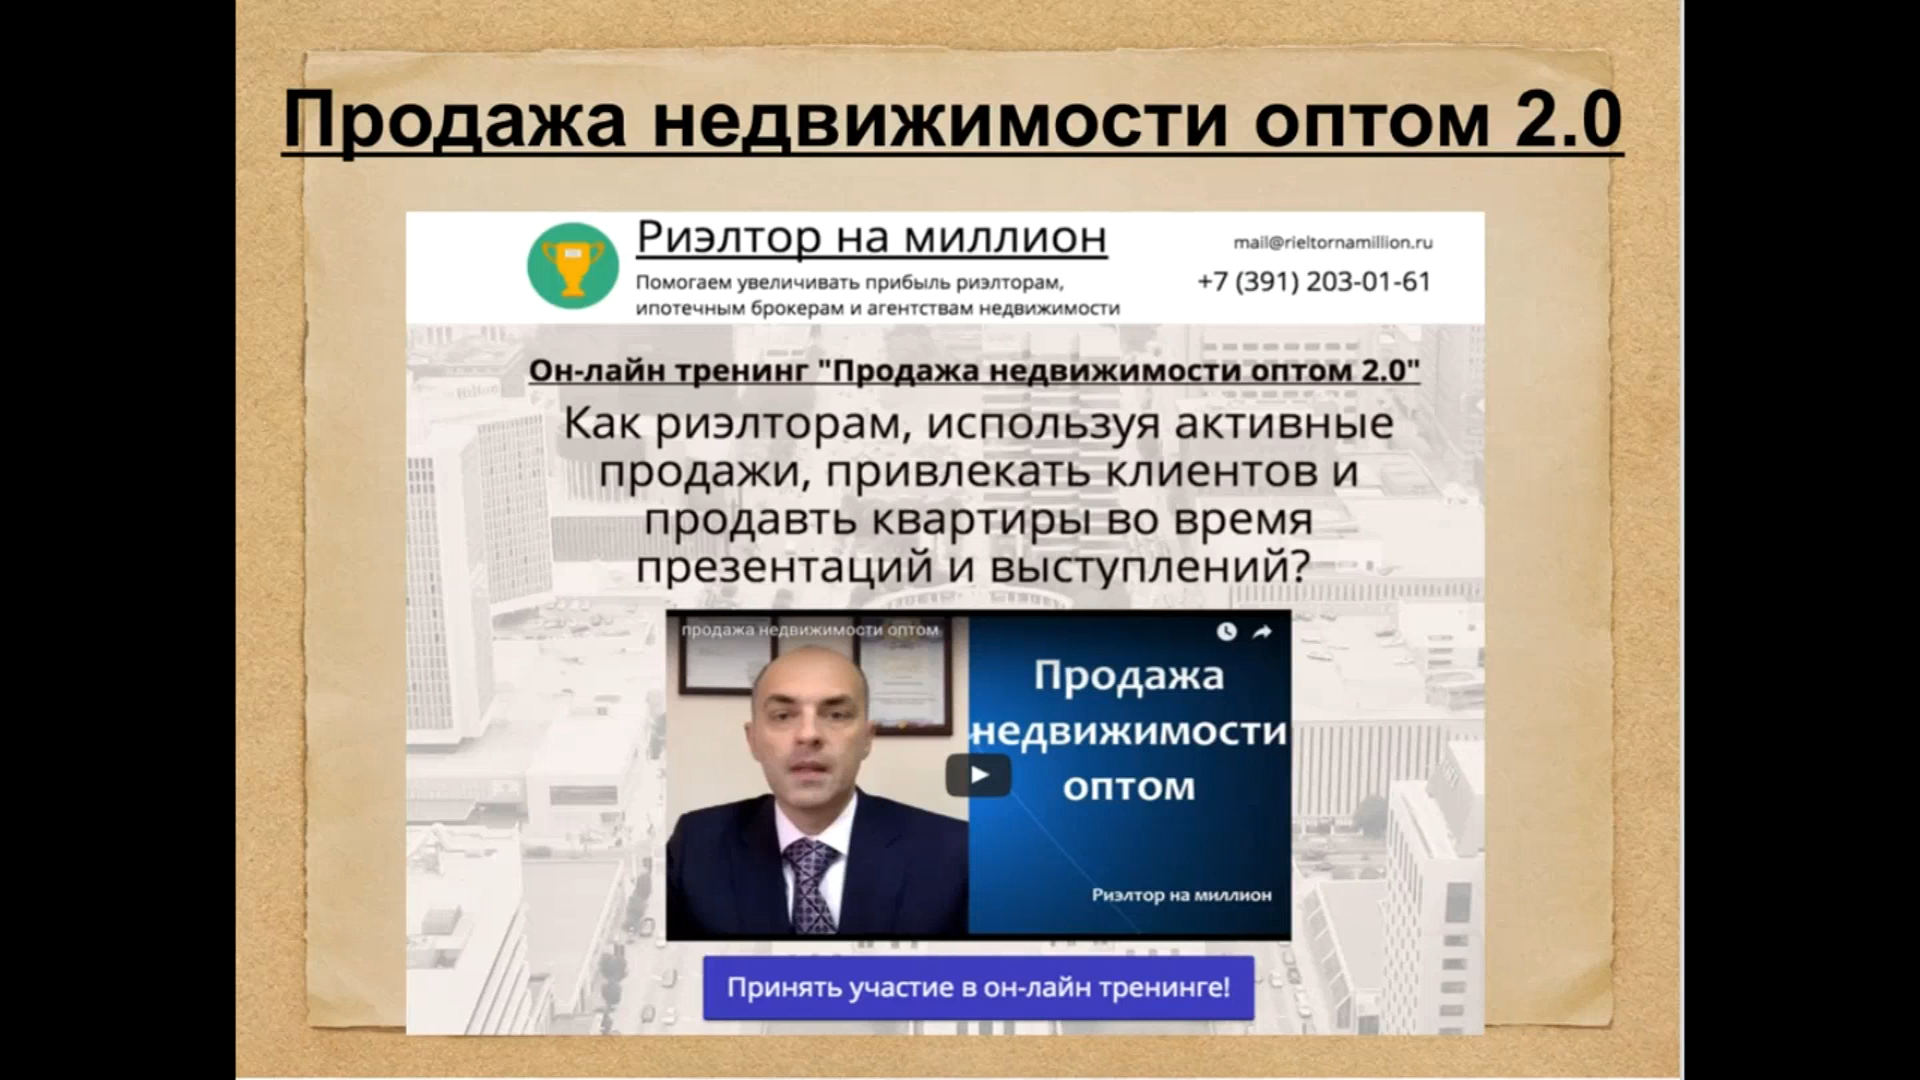 Продажа недвижимости оптом 2.0
Риэлтор на миллион
Помогаем увеличивать прибыль риэлторам,
ипотечным брокерам и агентствам недвижимости
mail@rieltornamillion.ru
+7 (391) 203-01-61
Он-лайн тренинг "Продажа недвижимости оптом 2.0"
Как риэлторам, используя активные
продажи, привлекать клиентов и
продавть квартиры во время
презентаций и выступлений?
продажа недвижимости оптом
Продажа
недвижимости
оптом
Риэлтор на миллион
Принять участие в он-лайн тренинге!